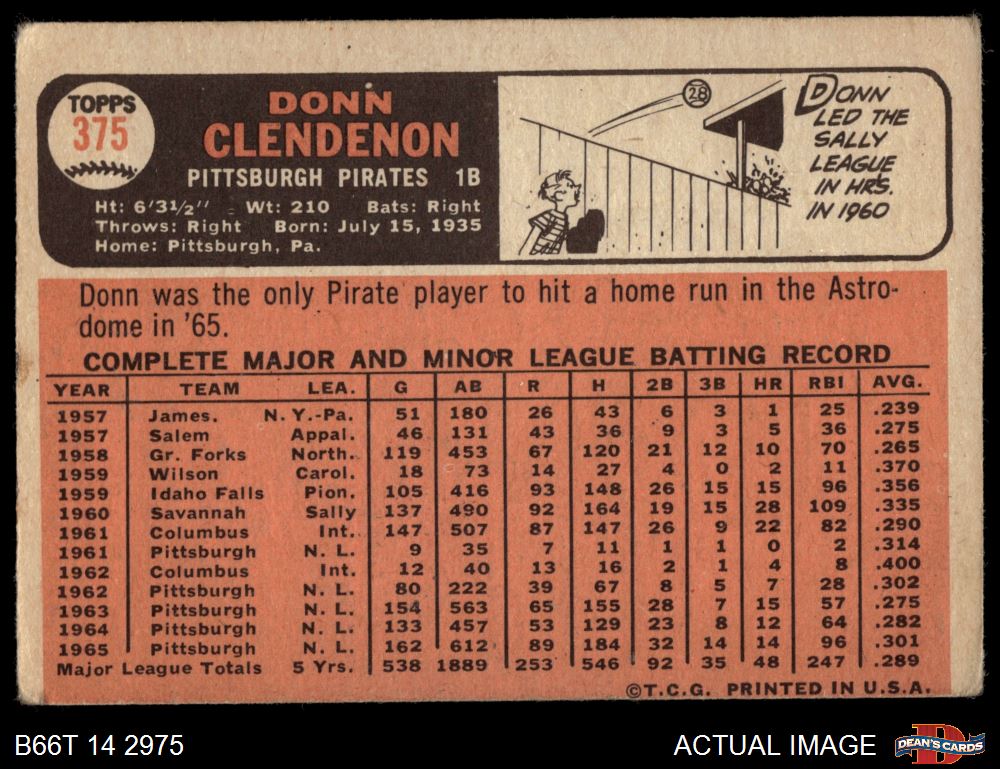 TOPPS
375
DONN
CLENDENON
PITTSBURGH PIRATES 1B
Ht: 6'3½" Wt: 210 Bats: Right
Throws: Right Born: July 15, 1935
Home: Pittsburgh, Pa.
28
DONN
LED THE
SALLY
LEAGUE
IN HRS.
IN 1960
Donn was the only Pirate player to hit a home run in the Astro-
dome in '65.
COMPLETE MAJOR AND MINOR LEAGUE BATTING RECORD
YEAR TEAM LEA. G AB R H 2B 3B HR RBI AVG.
1957 James. N. Y.-Pa. 51 180 26 43 6 3 1 25 .239
1957 Salem Appal. 46 131 43 36 9 3 5 36 .275
1958 Gr. Forks North. 119 453 67 120 21 12 10 70 .265
1959 Wilson Carol. 18 73 14 27 4 0 2 11 .370
1959 Idaho Falls Pion. 105 416 93 148 26 15 15 96 .356
1960 Savannah Sally 137 490 92 164 19 15 28 109 .335
1961 Columbus Int. 147 507 87 147 26 9 22 82 .290
1961 Pittsburgh N. L. 9 35 7 11 1 1 0 2 .314
1962 Columbus Int. 12 40 13 16 2 1 4 8 .400
1962 Pittsburgh N. L. 80 222 39 67 8 5 7 28 .302
1963 Pittsburgh N. L. 154 563 65 155 28 7 15 57 .275
1964 Pittsburgh N. L. 133 457 53 129 23 8 12 64 .282
1965 Pittsburgh N. L. 162 612 89 184 32 14 14 96 .301
Major League Totals 5 Yrs. 538 1889 253 546 92 35 48 247 .289
©T.C.G. PRINTED IN U.S.A.
B66T 14 2975
ACTUAL IMAGE
D
DEAN'S CARDS